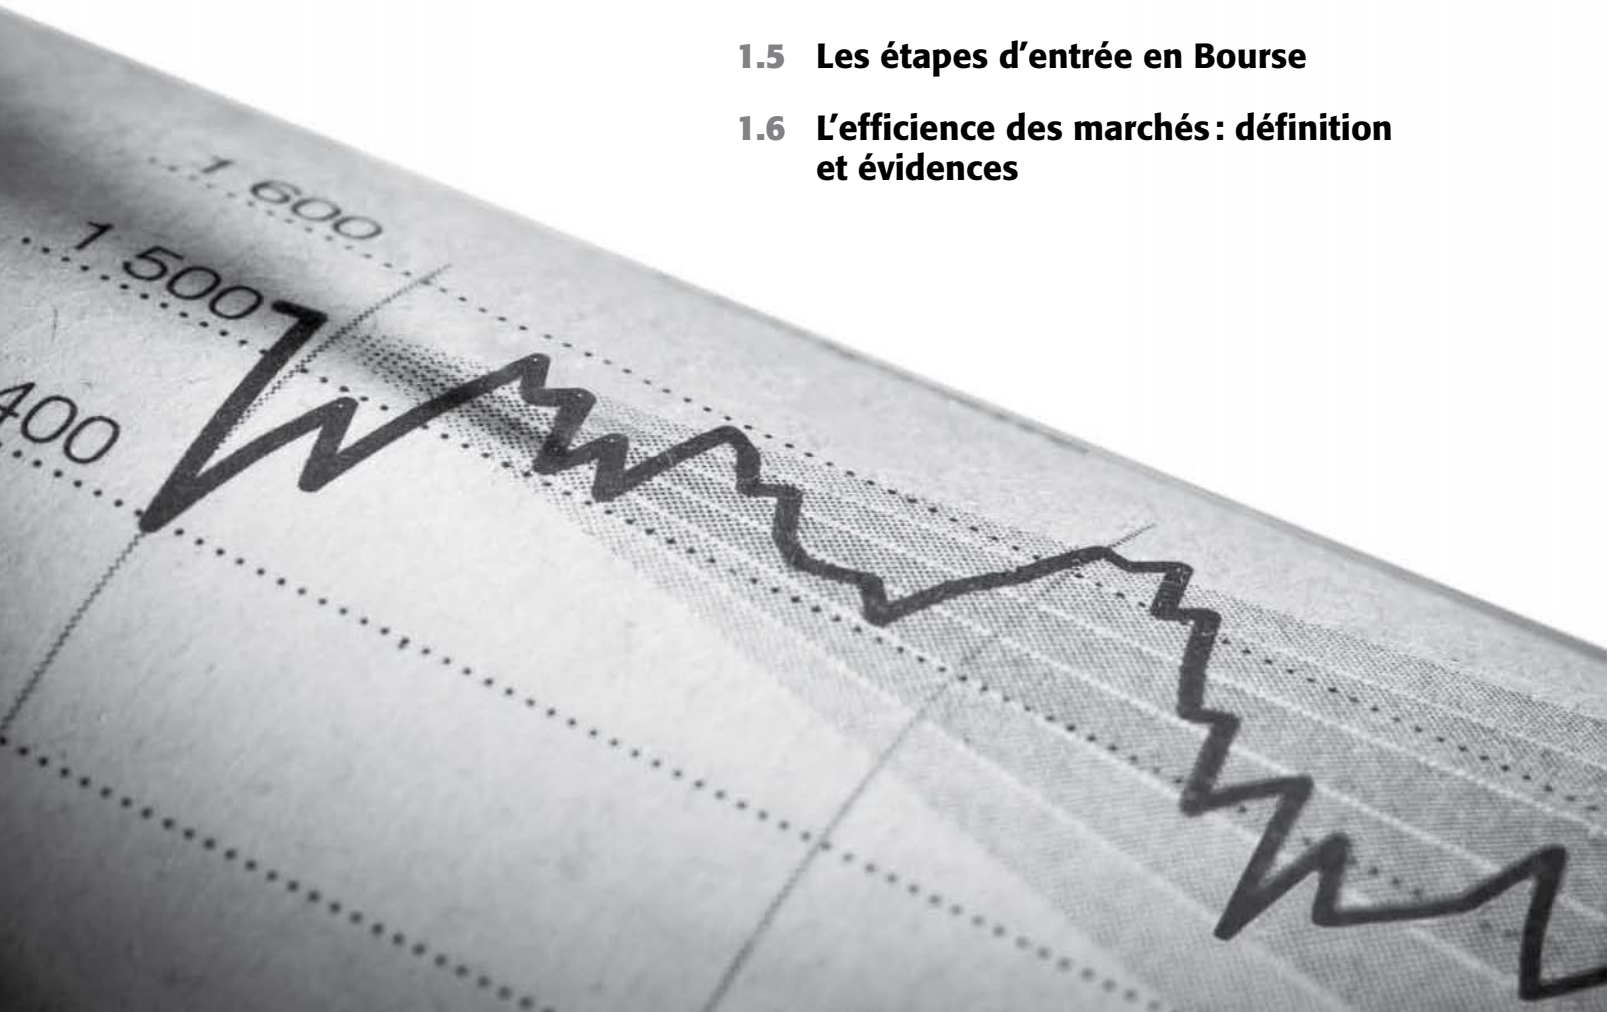 1.5 Les étapes d’entrée en Bourse
1.6 L’efficience des marchés : définition
et évidences
1 600
1 500
400